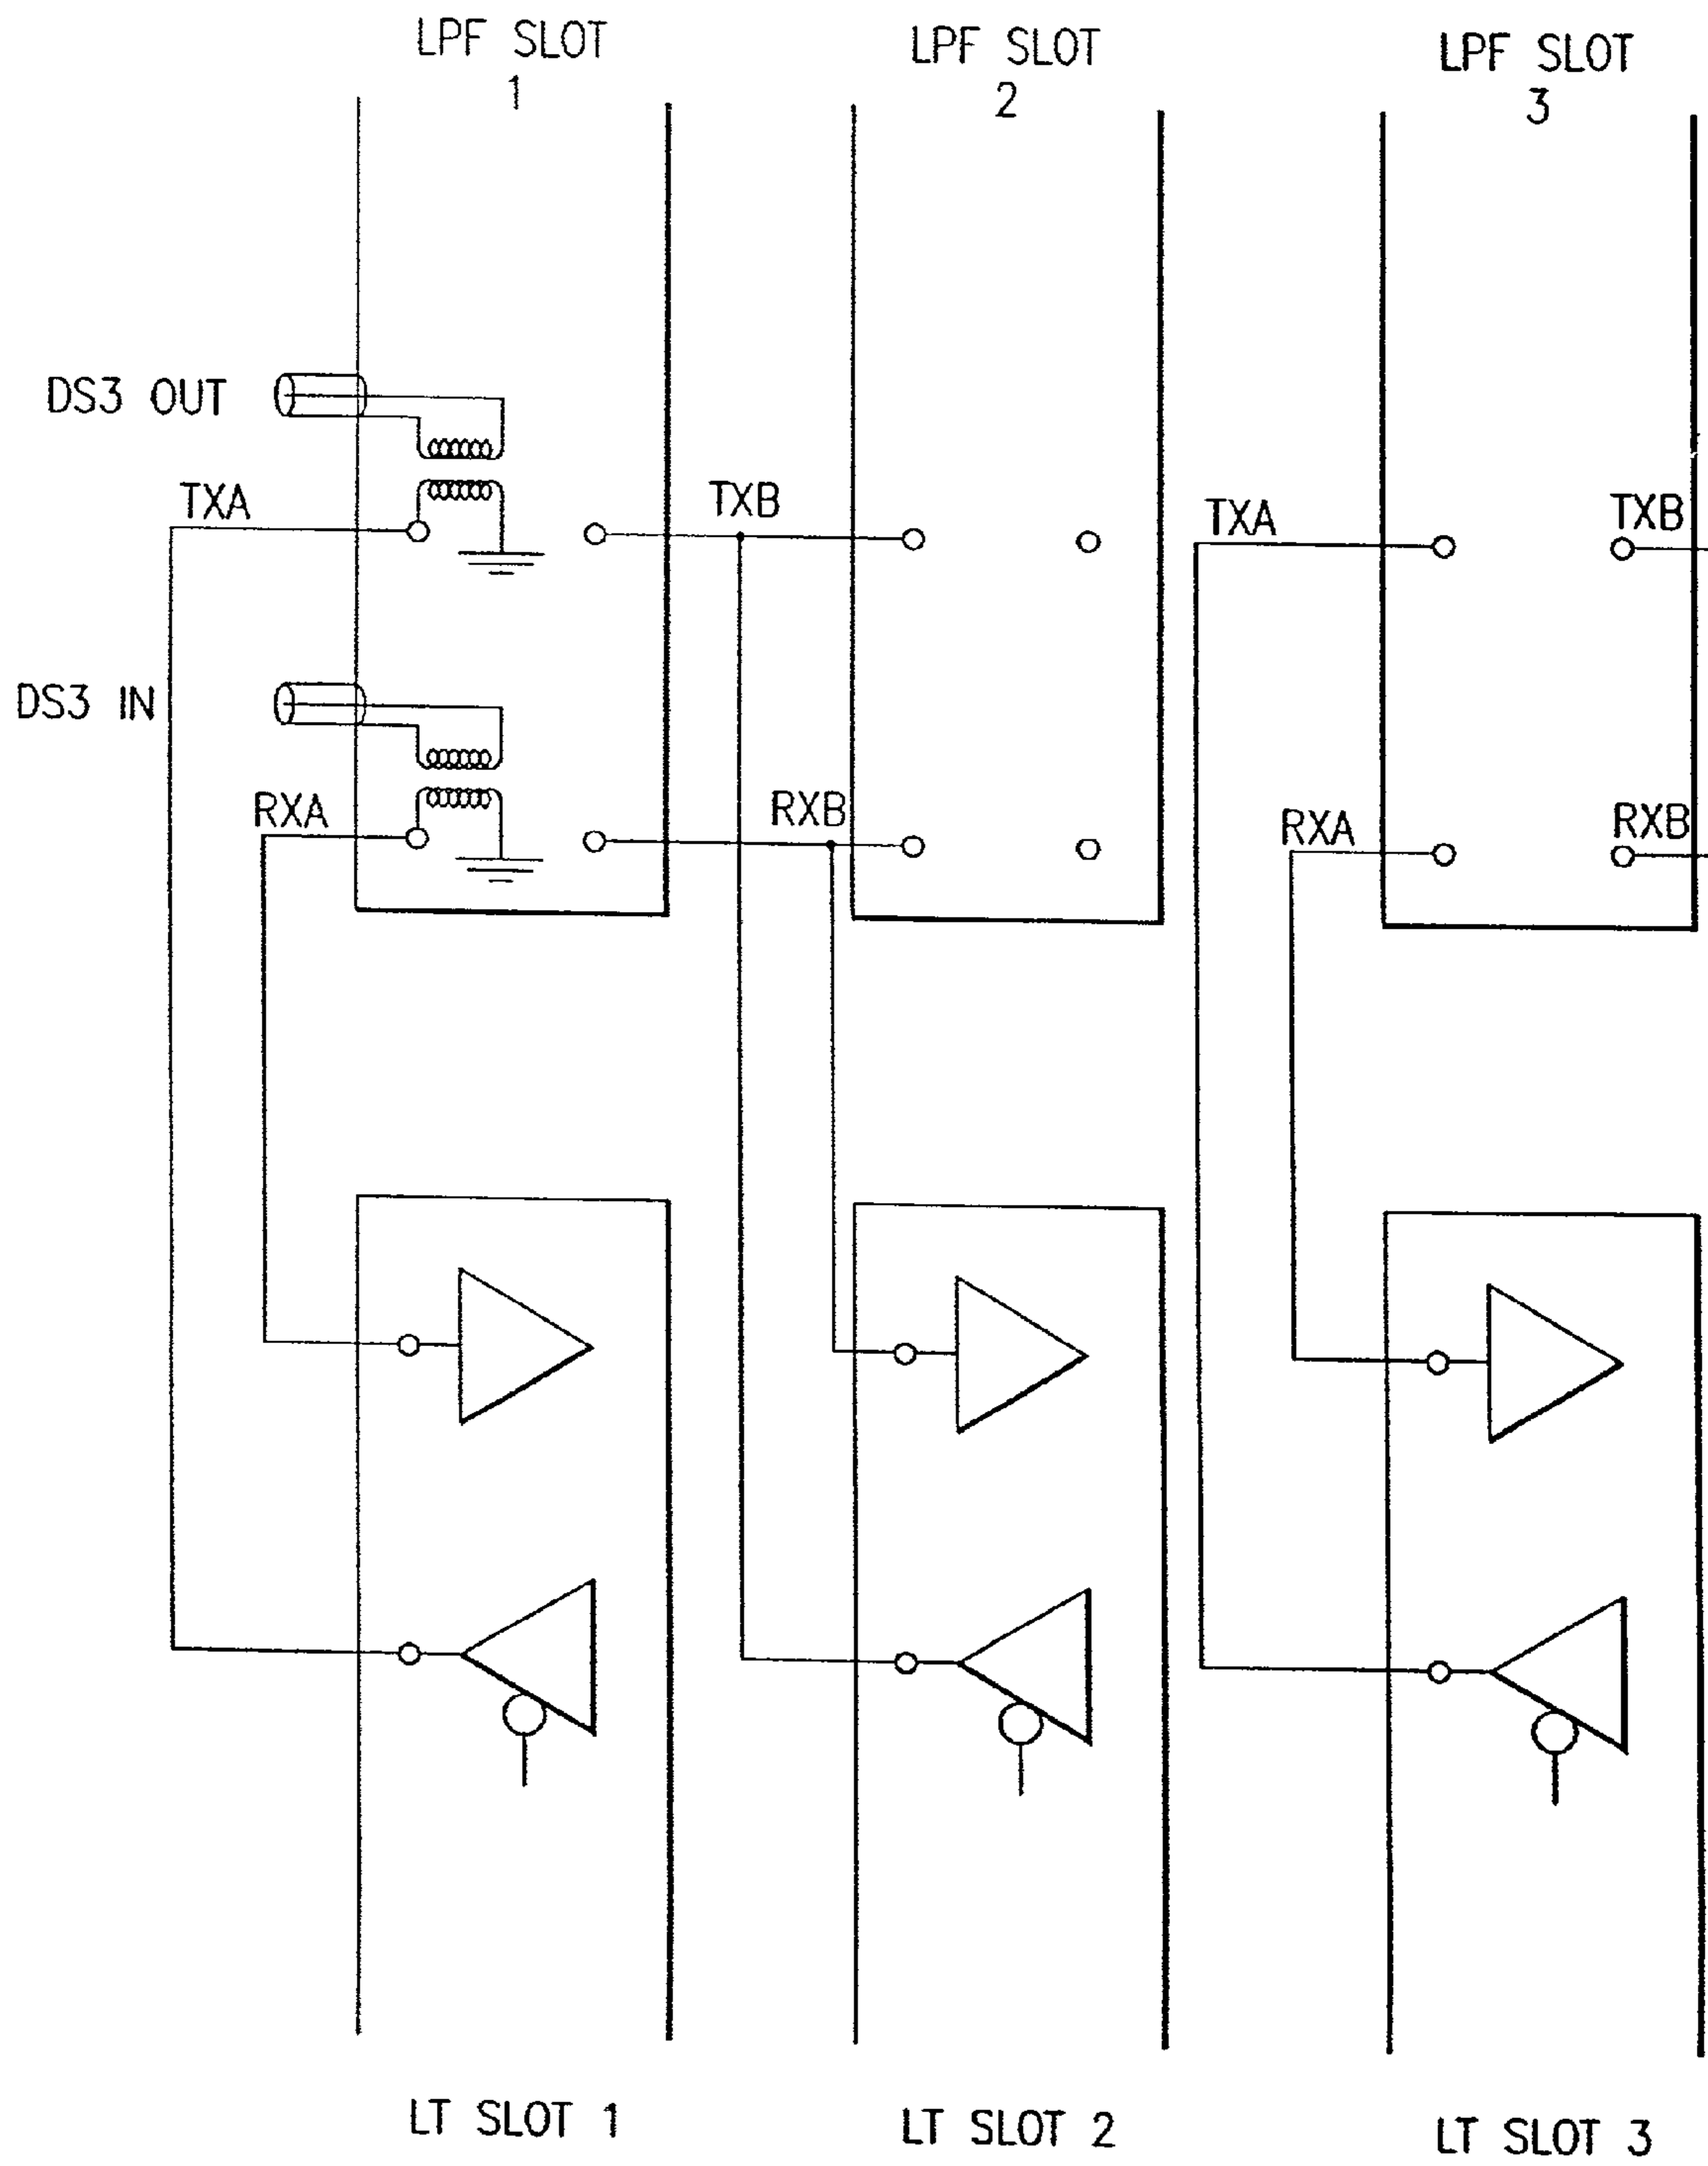 LPF SLOT
1
LPF SLOT
2
LPF SLOT
3
DS3 OUT
TXA
TXB
TXA
TXB
DS3 IN
RXA
RXB
RXA
RXB
LT SLOT 1
LT SLOT 2
LT SLOT 3